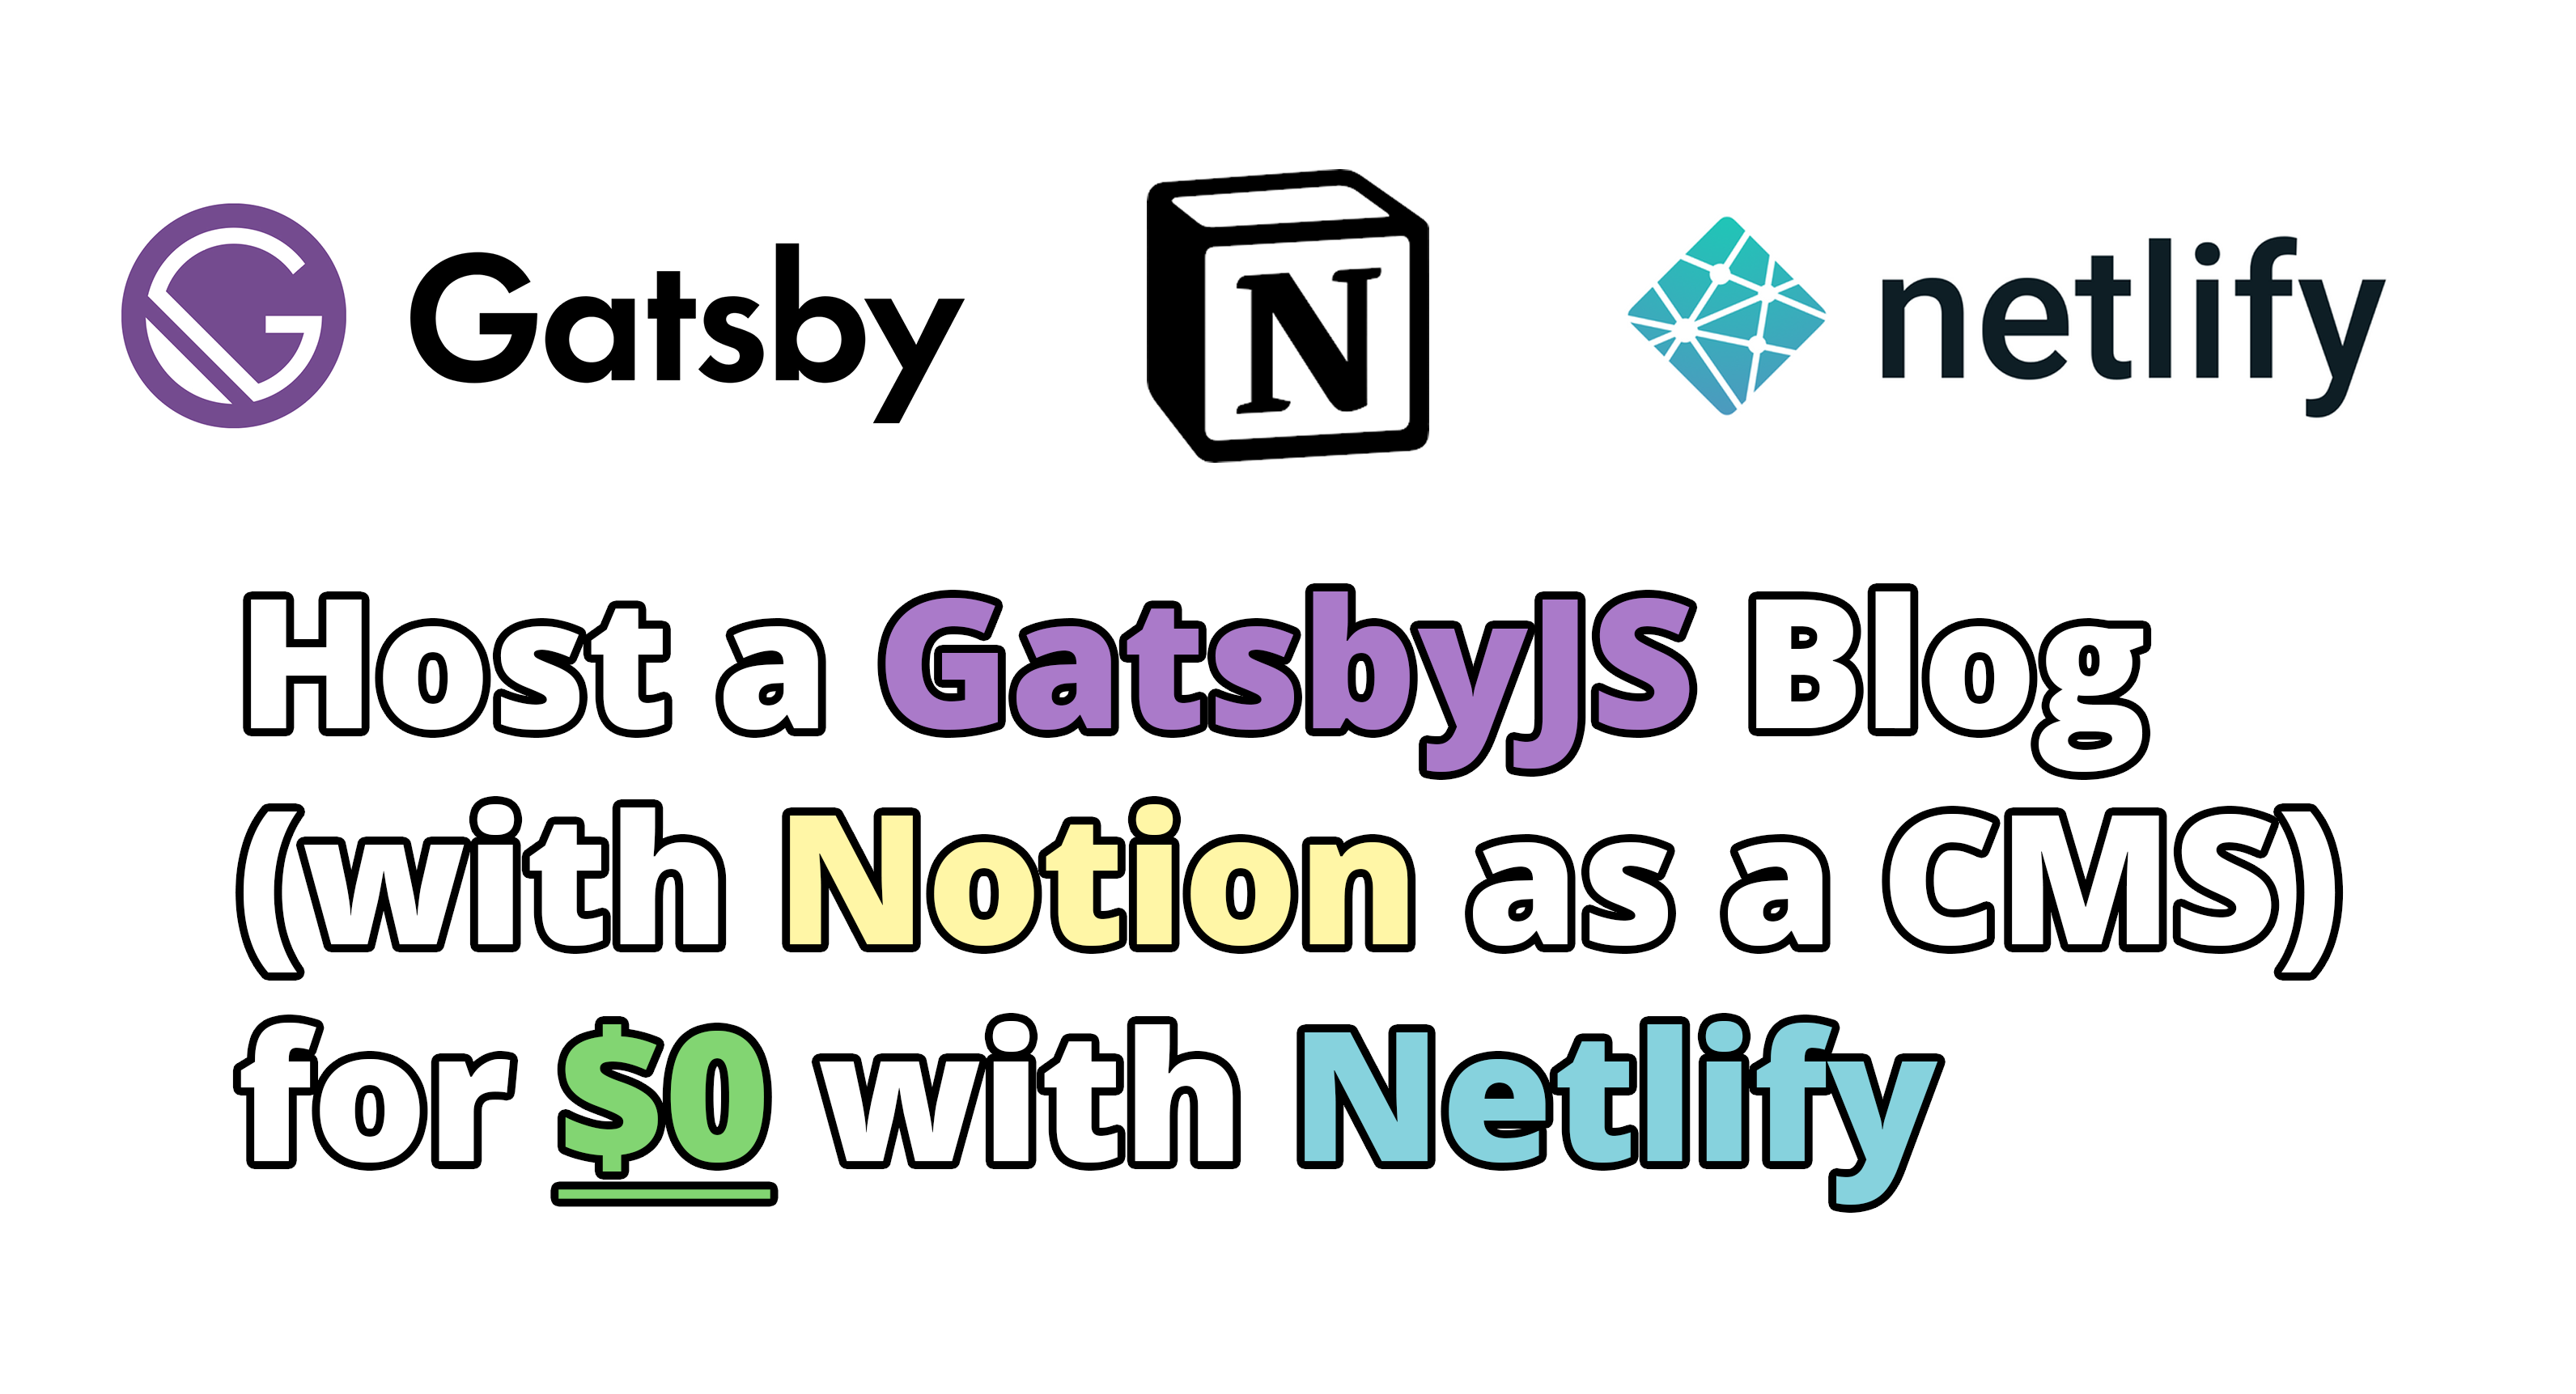 Gatsby
N
netlify
Host a GatsbyJS Blog
(with Notion as a CMS)
for $0 with Netlify